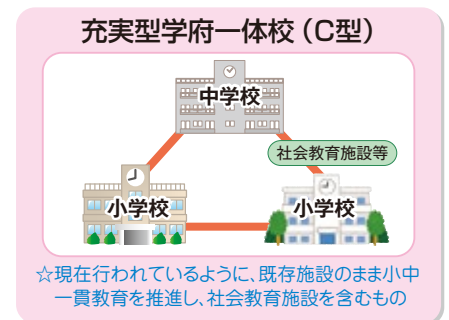 充実型学府一体校（C型）
中学校
社会教育施設等
小学校
小学校
☆現在行われているように、既存施設のまま小中
一貫教育を推進し、社会教育施設を含むもの